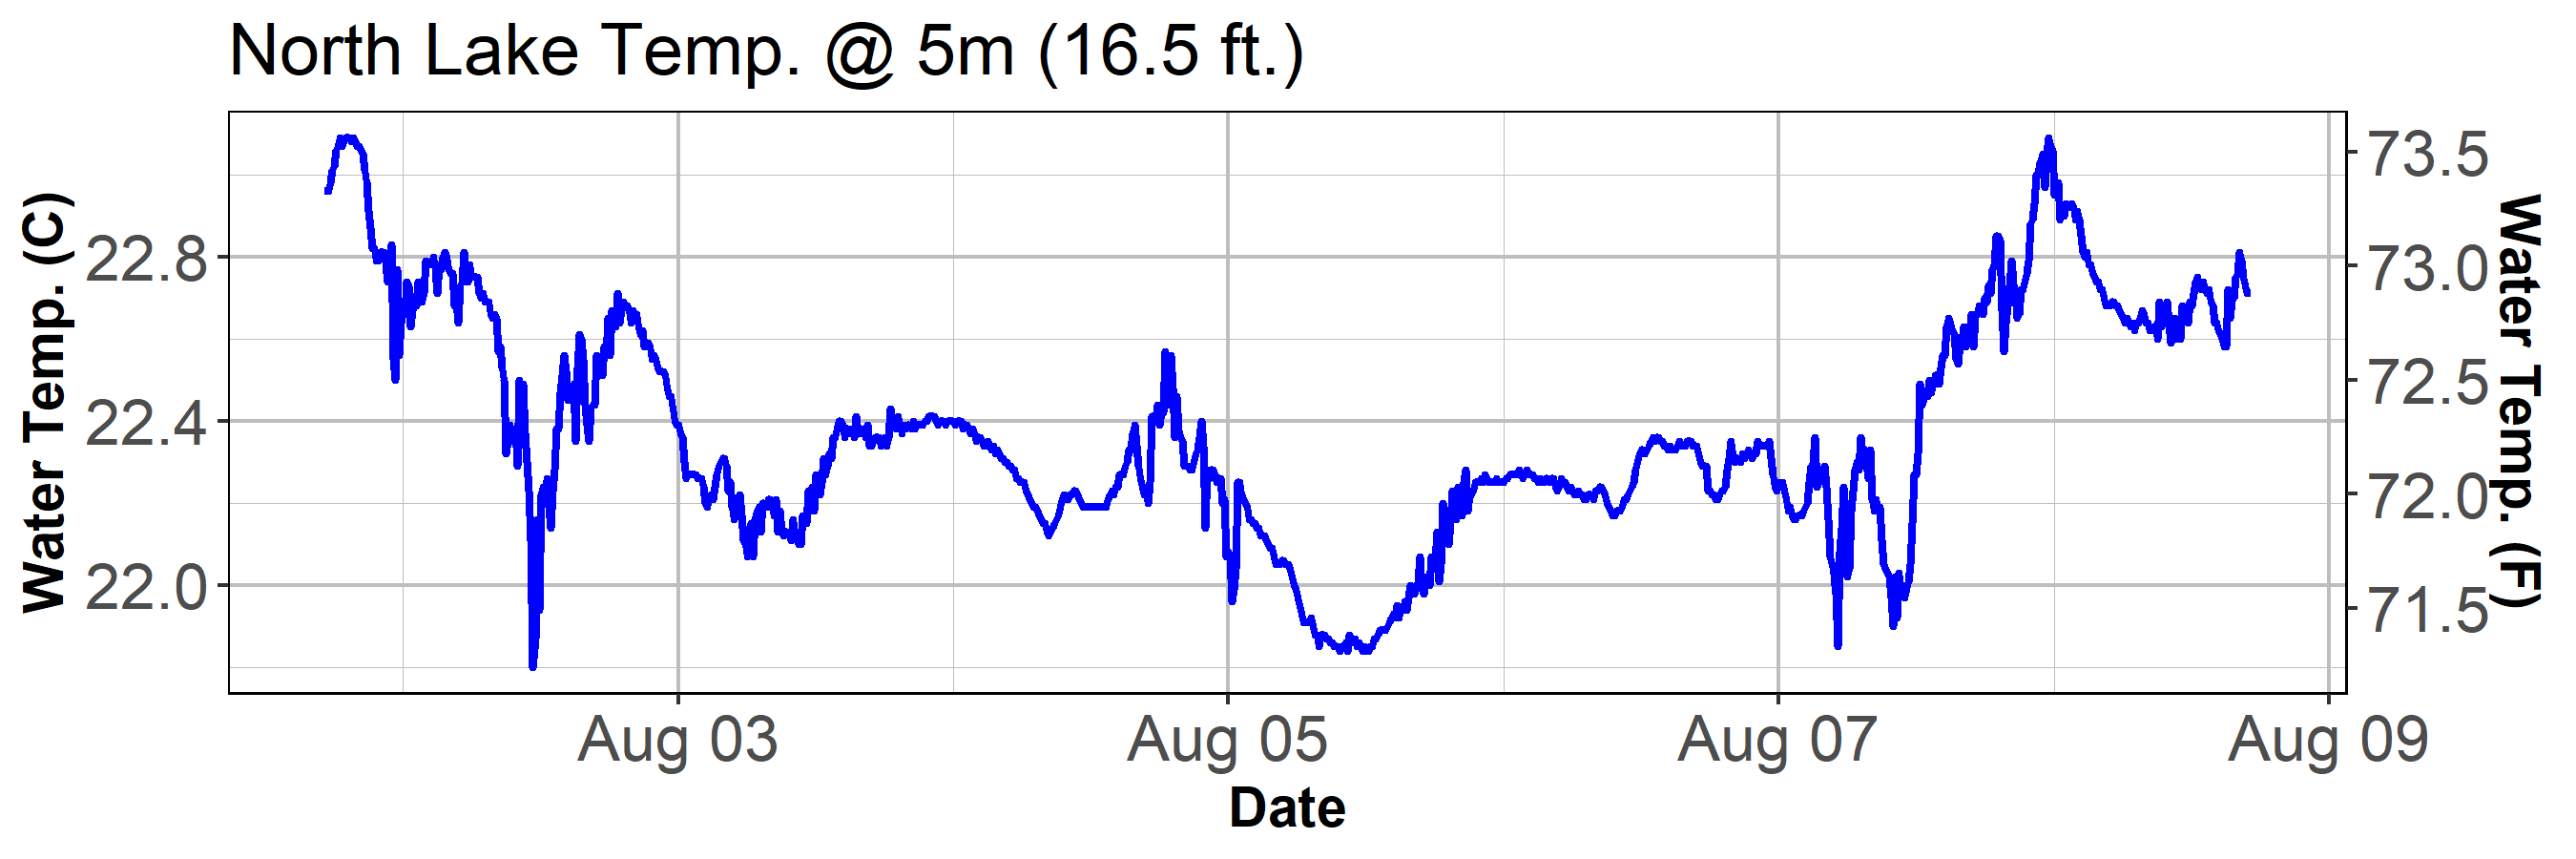 North Lake Temp. @ 5m (16.5 ft.)
Water Temp. (C)
22.8
22.4
22.0
73.5
73.0
72.5
72.0
71.5
Water Temp. (F)
Aug 03
Aug 05
Aug 07
Aug 09
Date